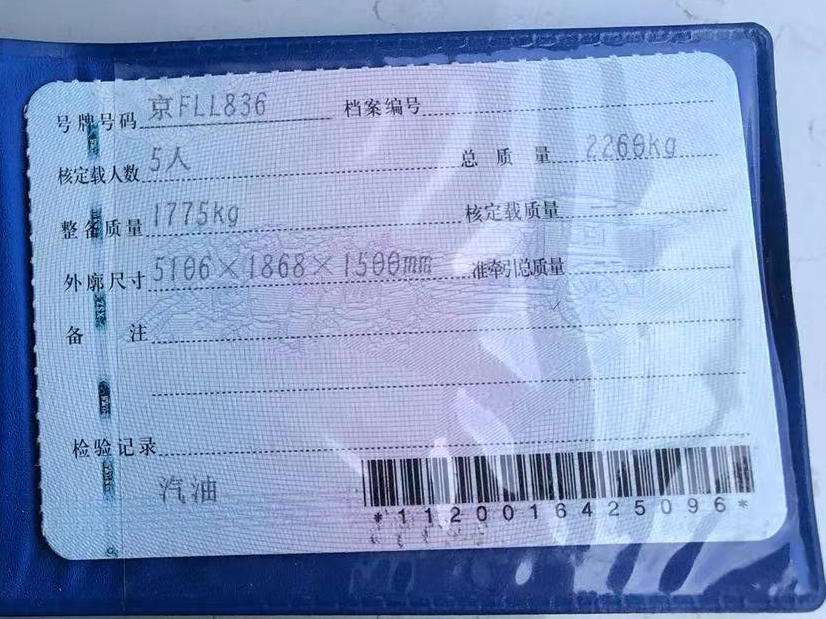 号牌号码 京FLL836 档案编号
核定载人数 5人 总质量 2260kg
整备质量 1775kg 核定载质量
外廓尺寸 5106×1868×1500mm 准牵引总质量
备注
检验记录
汽油
*1120016425096*